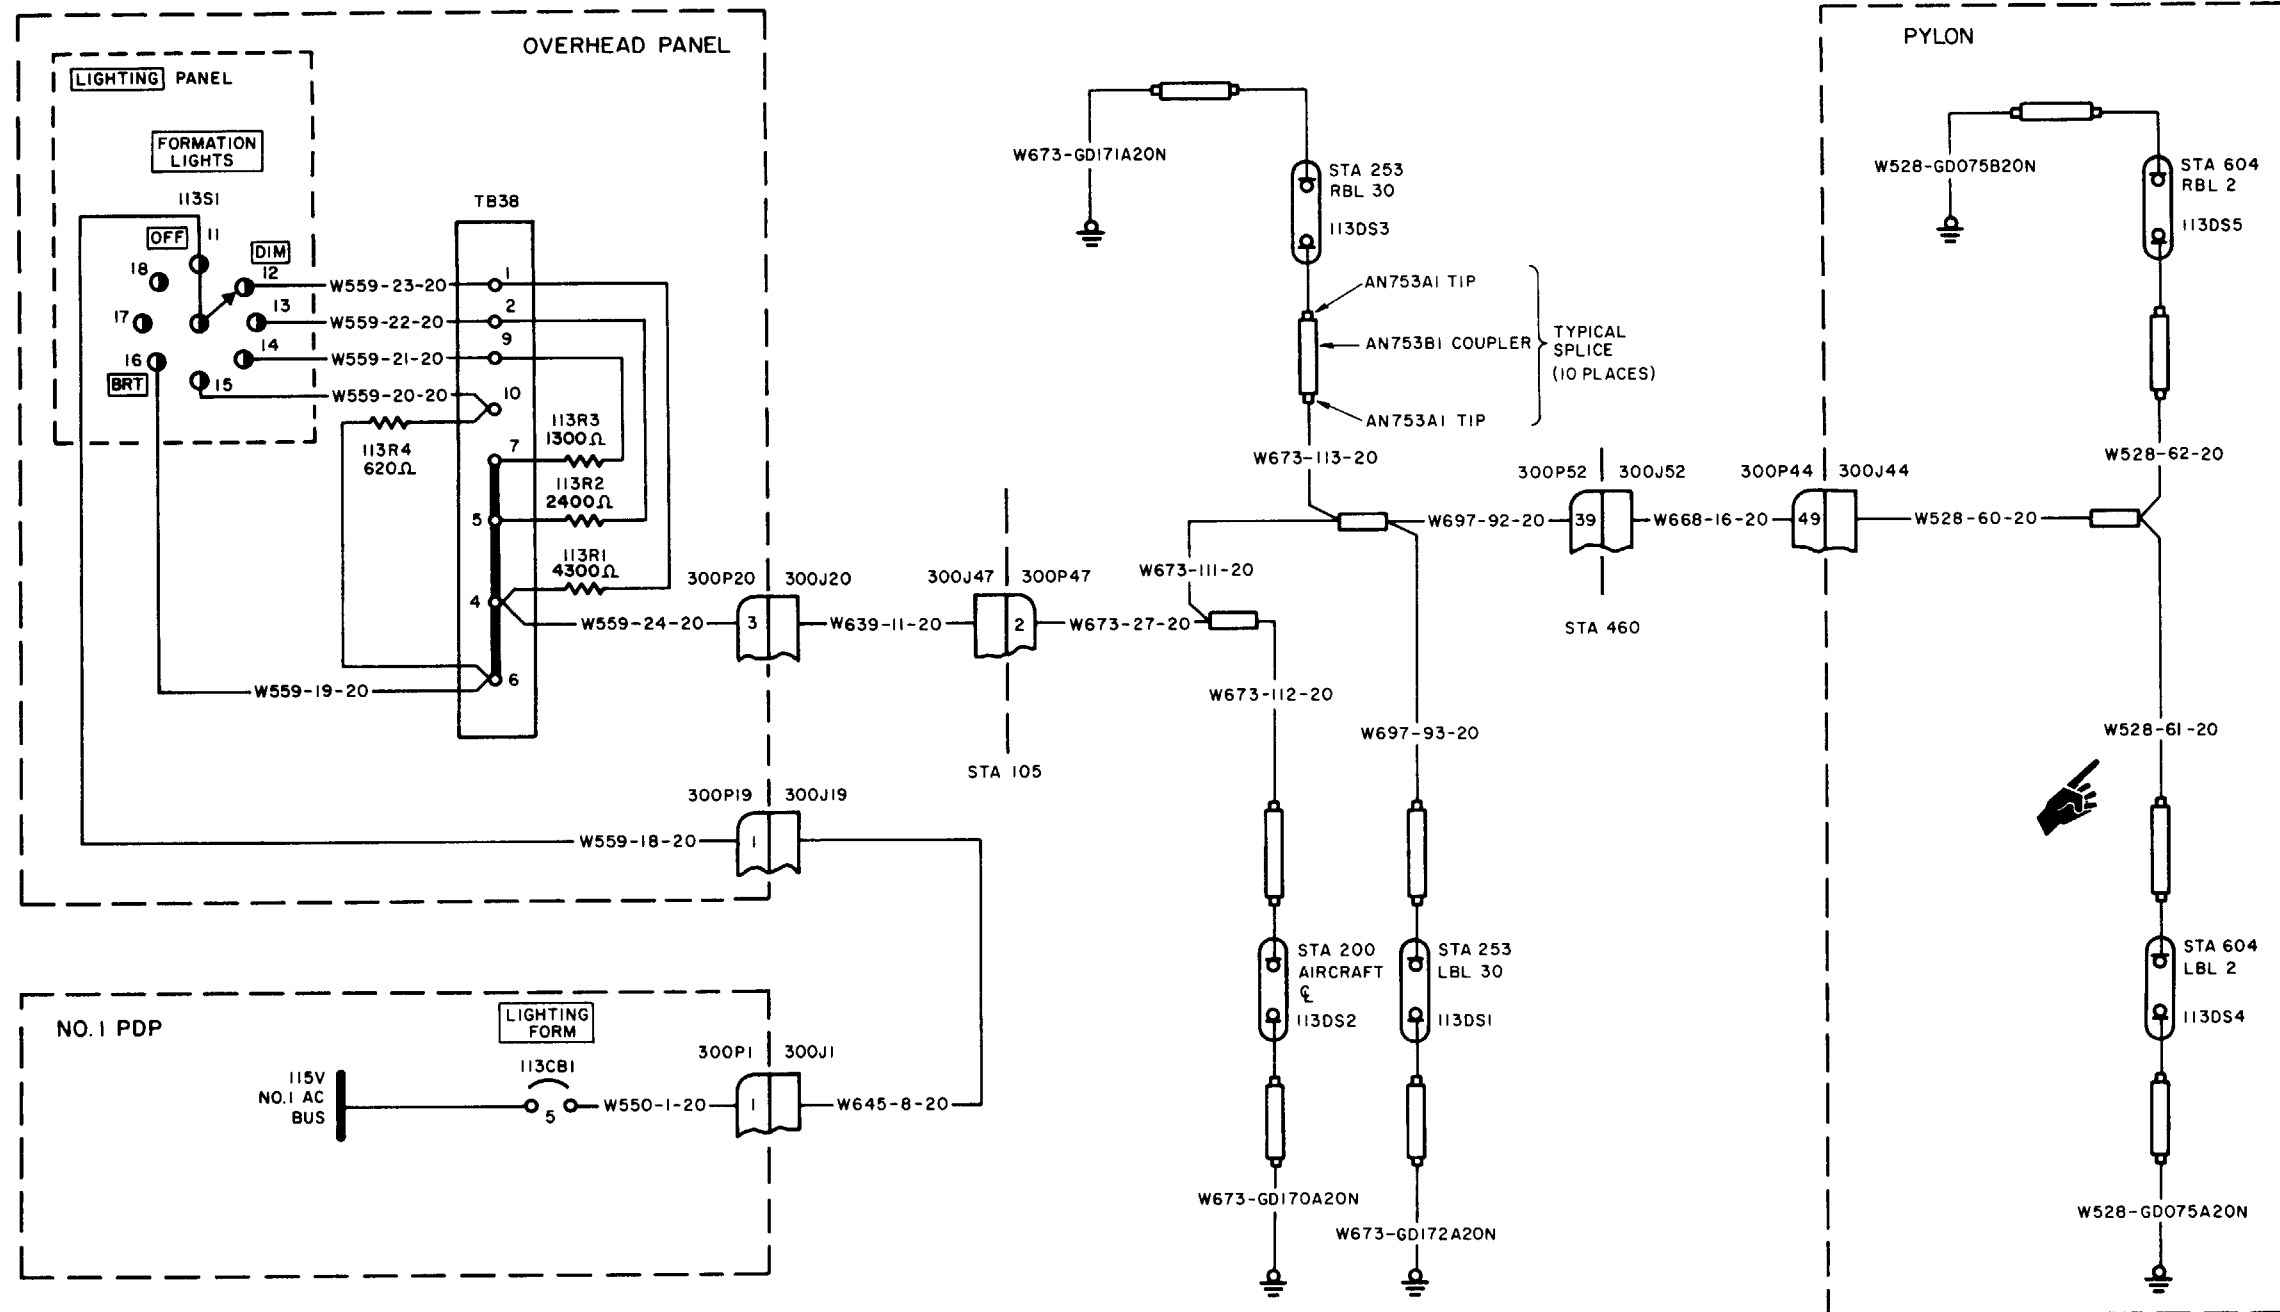 OVERHEAD PANEL
LIGHTING PANEL
FORMATION
LIGHTS
113S1
OFF
11
DIM
12
13
14
15
16
BRT
17
18
TB38
W559-23-20
1
W559-22-20
2
W559-21-20
9
W559-20-20
10
113R4
620Ω
7
113R3
1300Ω
113R2
2400Ω
5
113R1
4300Ω
4
6
W559-24-20
W559-19-20
300P20
300J20
3
W639-11-20
300J47
300P47
2
STA 105
W673-27-20
300P19
300J19
W559-18-20
1
NO.1 PDP
LIGHTING
FORM
113CB1
5
115V
NO.1 AC
BUS
W550-1-20
300P1
300J1
1
W645-8-20
W673-GD171A20N
STA 253
RBL 30
113DS3
AN753A1 TIP
AN753B1 COUPLER
AN753A1 TIP
TYPICAL
SPLICE
(10 PLACES)
W673-113-20
W673-111-20
W673-112-20
W697-92-20
W697-93-20
300P52
300J52
39
STA 460
W668-16-20
300P44
300J44
49
STA 200
AIRCRAFT
℄
113DS2
STA 253
LBL 30
113DS1
W673-GD170A20N
W673-GD172A20N
PYLON
W528-GD075B20N
STA 604
RBL 2
113DS5
W528-62-20
W528-60-20
W528-61-20
STA 604
LBL 2
113DS4
W528-GD075A20N